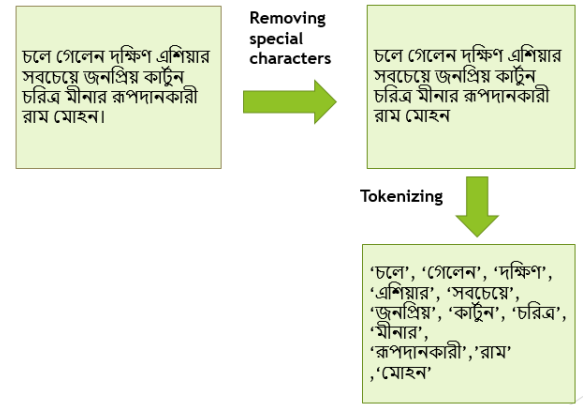 চলে গেলেন দক্ষিণ এশিয়ার
সবচেয়ে জনপ্রিয় কার্টুন
চরিত্র মীনার রূপদানকারী
রাম মোহন।
Removing
special
characters
চলে গেলেন দক্ষিণ এশিয়ার
সবচেয়ে জনপ্রিয় কার্টুন
চরিত্র মীনার রূপদানকারী
রাম মোহন
Tokenizing
‘চলে’, ‘গেলেন’, ‘দক্ষিণ’,
‘এশিয়ার’, ‘সবচেয়ে’,
‘জনপ্রিয়’, ‘কার্টুন’, ‘চরিত্র’,
‘মীনার’,
‘রূপদানকারী’,’রাম’
,‘মোহন’